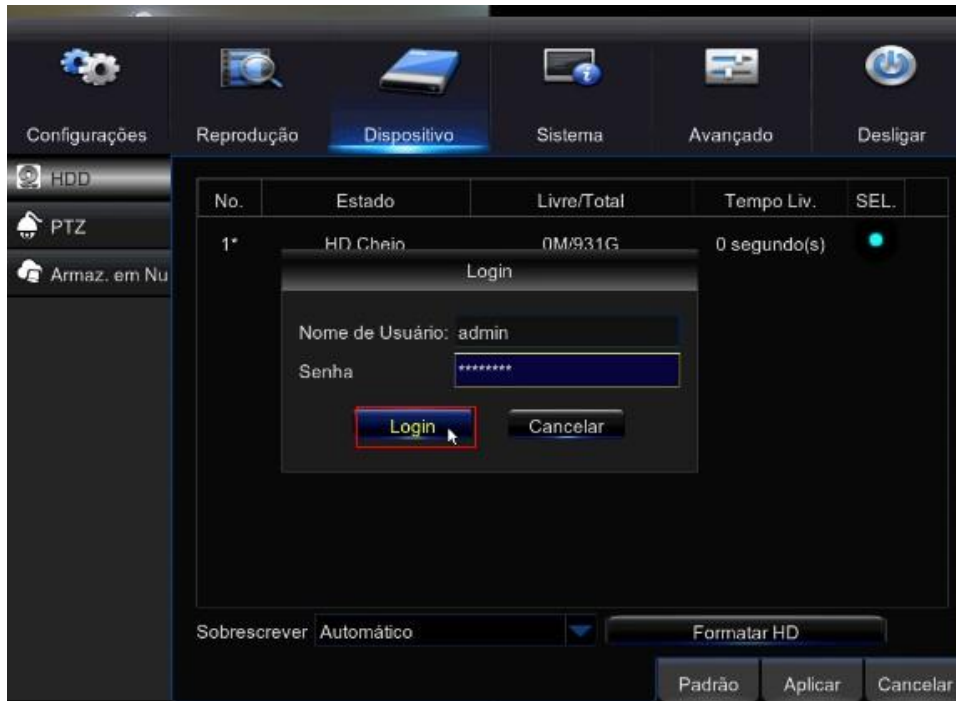 Configurações Reprodução Dispositivo Sistema Avançado Desligar
HDD
PTZ
Armaz. em Nu
No. Estado Livre/Total Tempo Liv. SEL.
1* HD Cheio 0M/931G 0 segundo(s)
Login
Nome de Usuário: admin
Senha ********
Login Cancelar
Sobrescrever Automático Formatar HD
Padrão Aplicar Cancelar